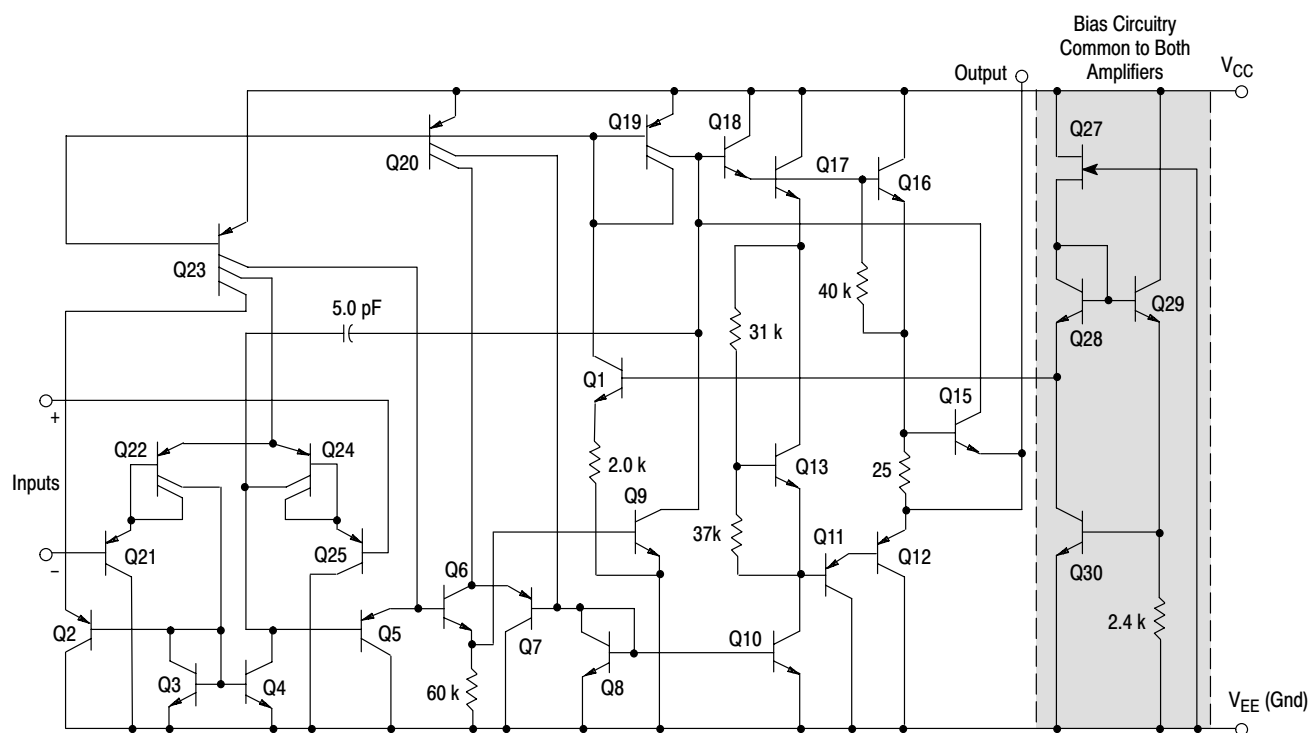 Bias Circuitry
Common to Both
Amplifiers
Output
VCC
Q19
Q18
Q27
Q20
Q17
Q16
Q23
40 k
Q29
5.0 pF
31 k
Q28
Q1
Q15
+
Q22
Q24
2.0 k
Q13
25
Inputs
Q9
37k
Q11
Q21
Q25
Q12
−
Q6
Q30
Q2
Q5
Q7
Q10
2.4 k
Q3
Q4
60 k
Q8
VEE (Gnd)